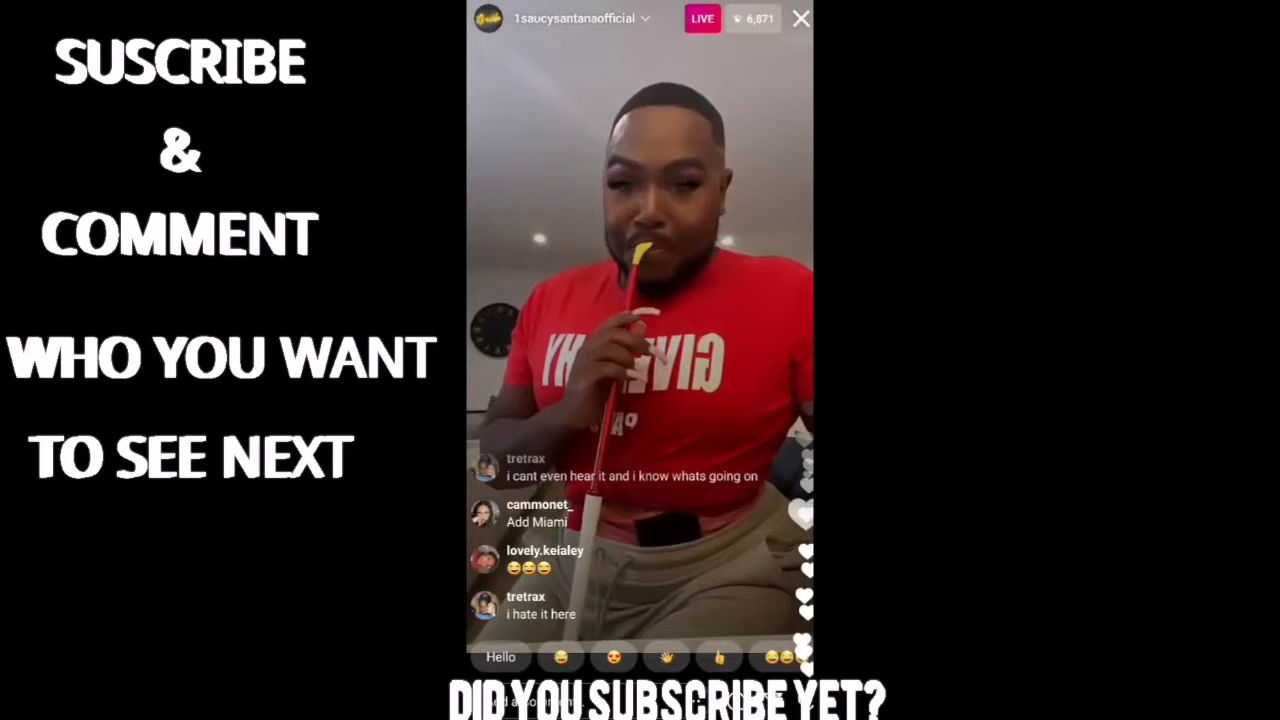 SUSCRIBE
&
COMMENT
WHO YOU WANT
TO SEE NEXT
1saucysantanaofficial
LIVE
6,871
tretrax
i cant even hear it and i know whats going on
cammonet_
Add Miami
lovely.keialey
😂😂😂
tretrax
i hate it here
Hello
DID YOU SUBSCRIBE YET?